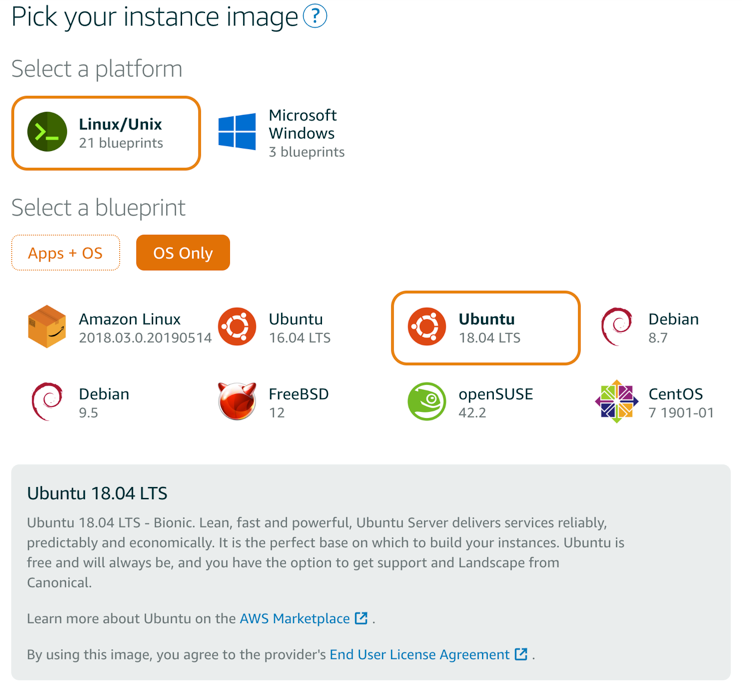 Pick your instance image ?
Select a platform
Linux/Unix
21 blueprints
Microsoft
Windows
3 blueprints
Select a blueprint
Apps + OS
OS Only
Amazon Linux
2018.03.0.20190514
Ubuntu
16.04 LTS
Ubuntu
18.04 LTS
Debian
8.7
Debian
9.5
FreeBSD
12
openSUSE
42.2
CentOS
7 1901-01
Ubuntu 18.04 LTS
Ubuntu 18.04 LTS - Bionic. Lean, fast and powerful, Ubuntu Server delivers services reliably,
predictably and economically. It is the perfect base on which to build your instances. Ubuntu is
free and will always be, and you have the option to get support and Landscape from
Canonical.
Learn more about Ubuntu on the AWS Marketplace .
By using this image, you agree to the provider's End User License Agreement .